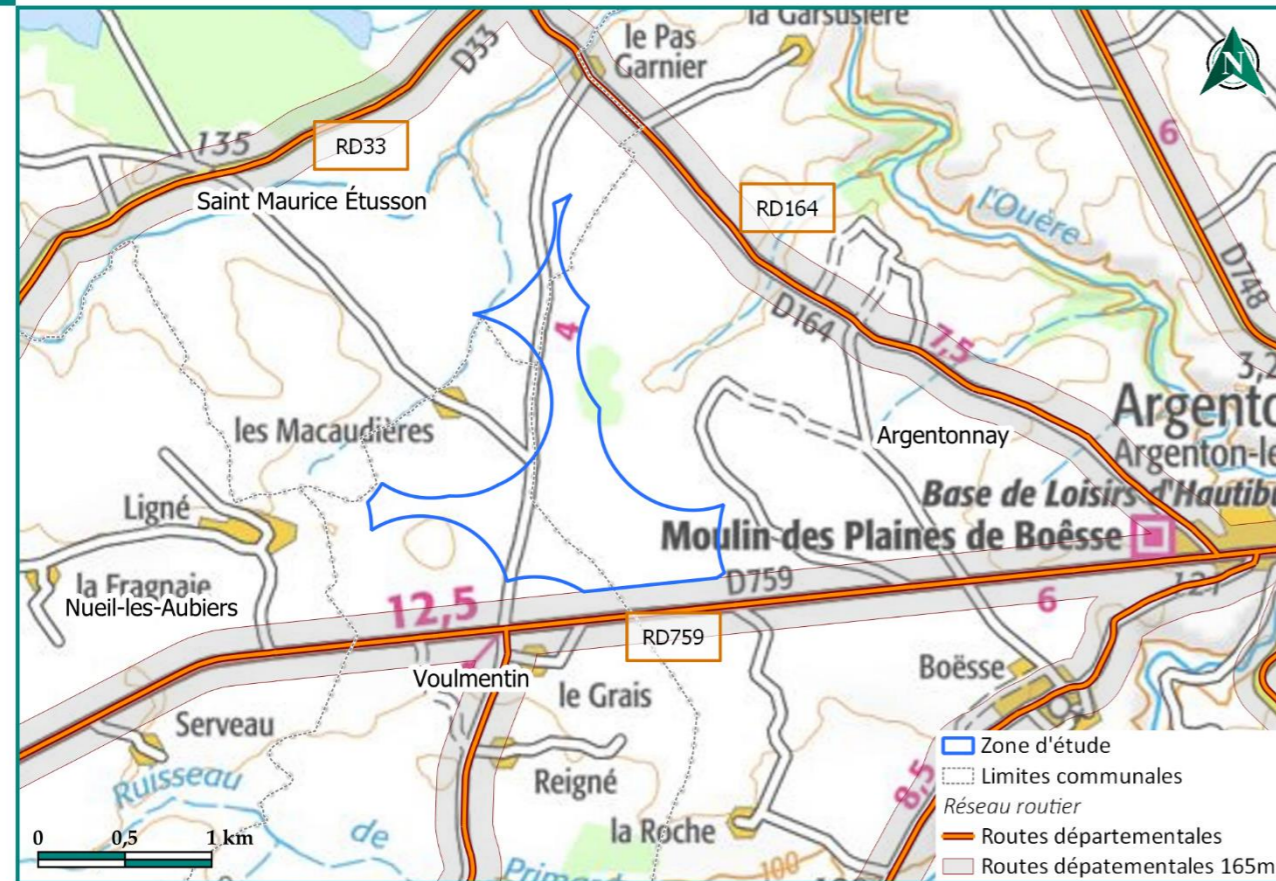 la Garsusière
le Pas
Garnier
D33
N
135
RD33
6
Saint Maurice Étusson
RD164
l'Ouère
D748
D164
4
7,5
3,2
les Macaudières
Argentonnay
Argento
Argenton-le
Ligné
Base de Loisirs d'Hautibu
Moulin des Plaines de Boêsse
la Fragnaie
Nueil-les-Aubiers
12,5
D759
6
RD759
Voulmentin
Boësse
le Grais
Serveau
Reigné
8,5
Ruisseau
de
la Roche
100
0 0,5 1 km
Zone d'étude
Limites communales
Réseau routier
Routes départementales
Routes dépatementales 165m